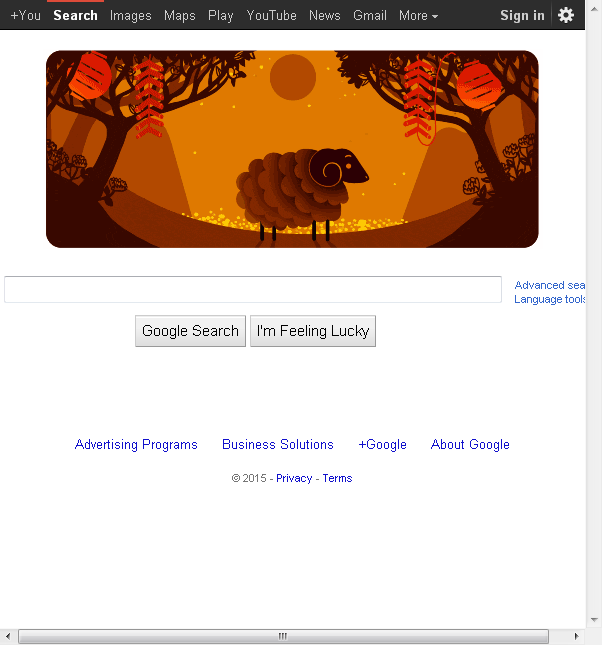 +You Search Images Maps Play YouTube News Gmail More Sign in
Advanced sea
Language tools
Google Search I'm Feeling Lucky
Advertising Programs Business Solutions +Google About Google
© 2015 - Privacy - Terms